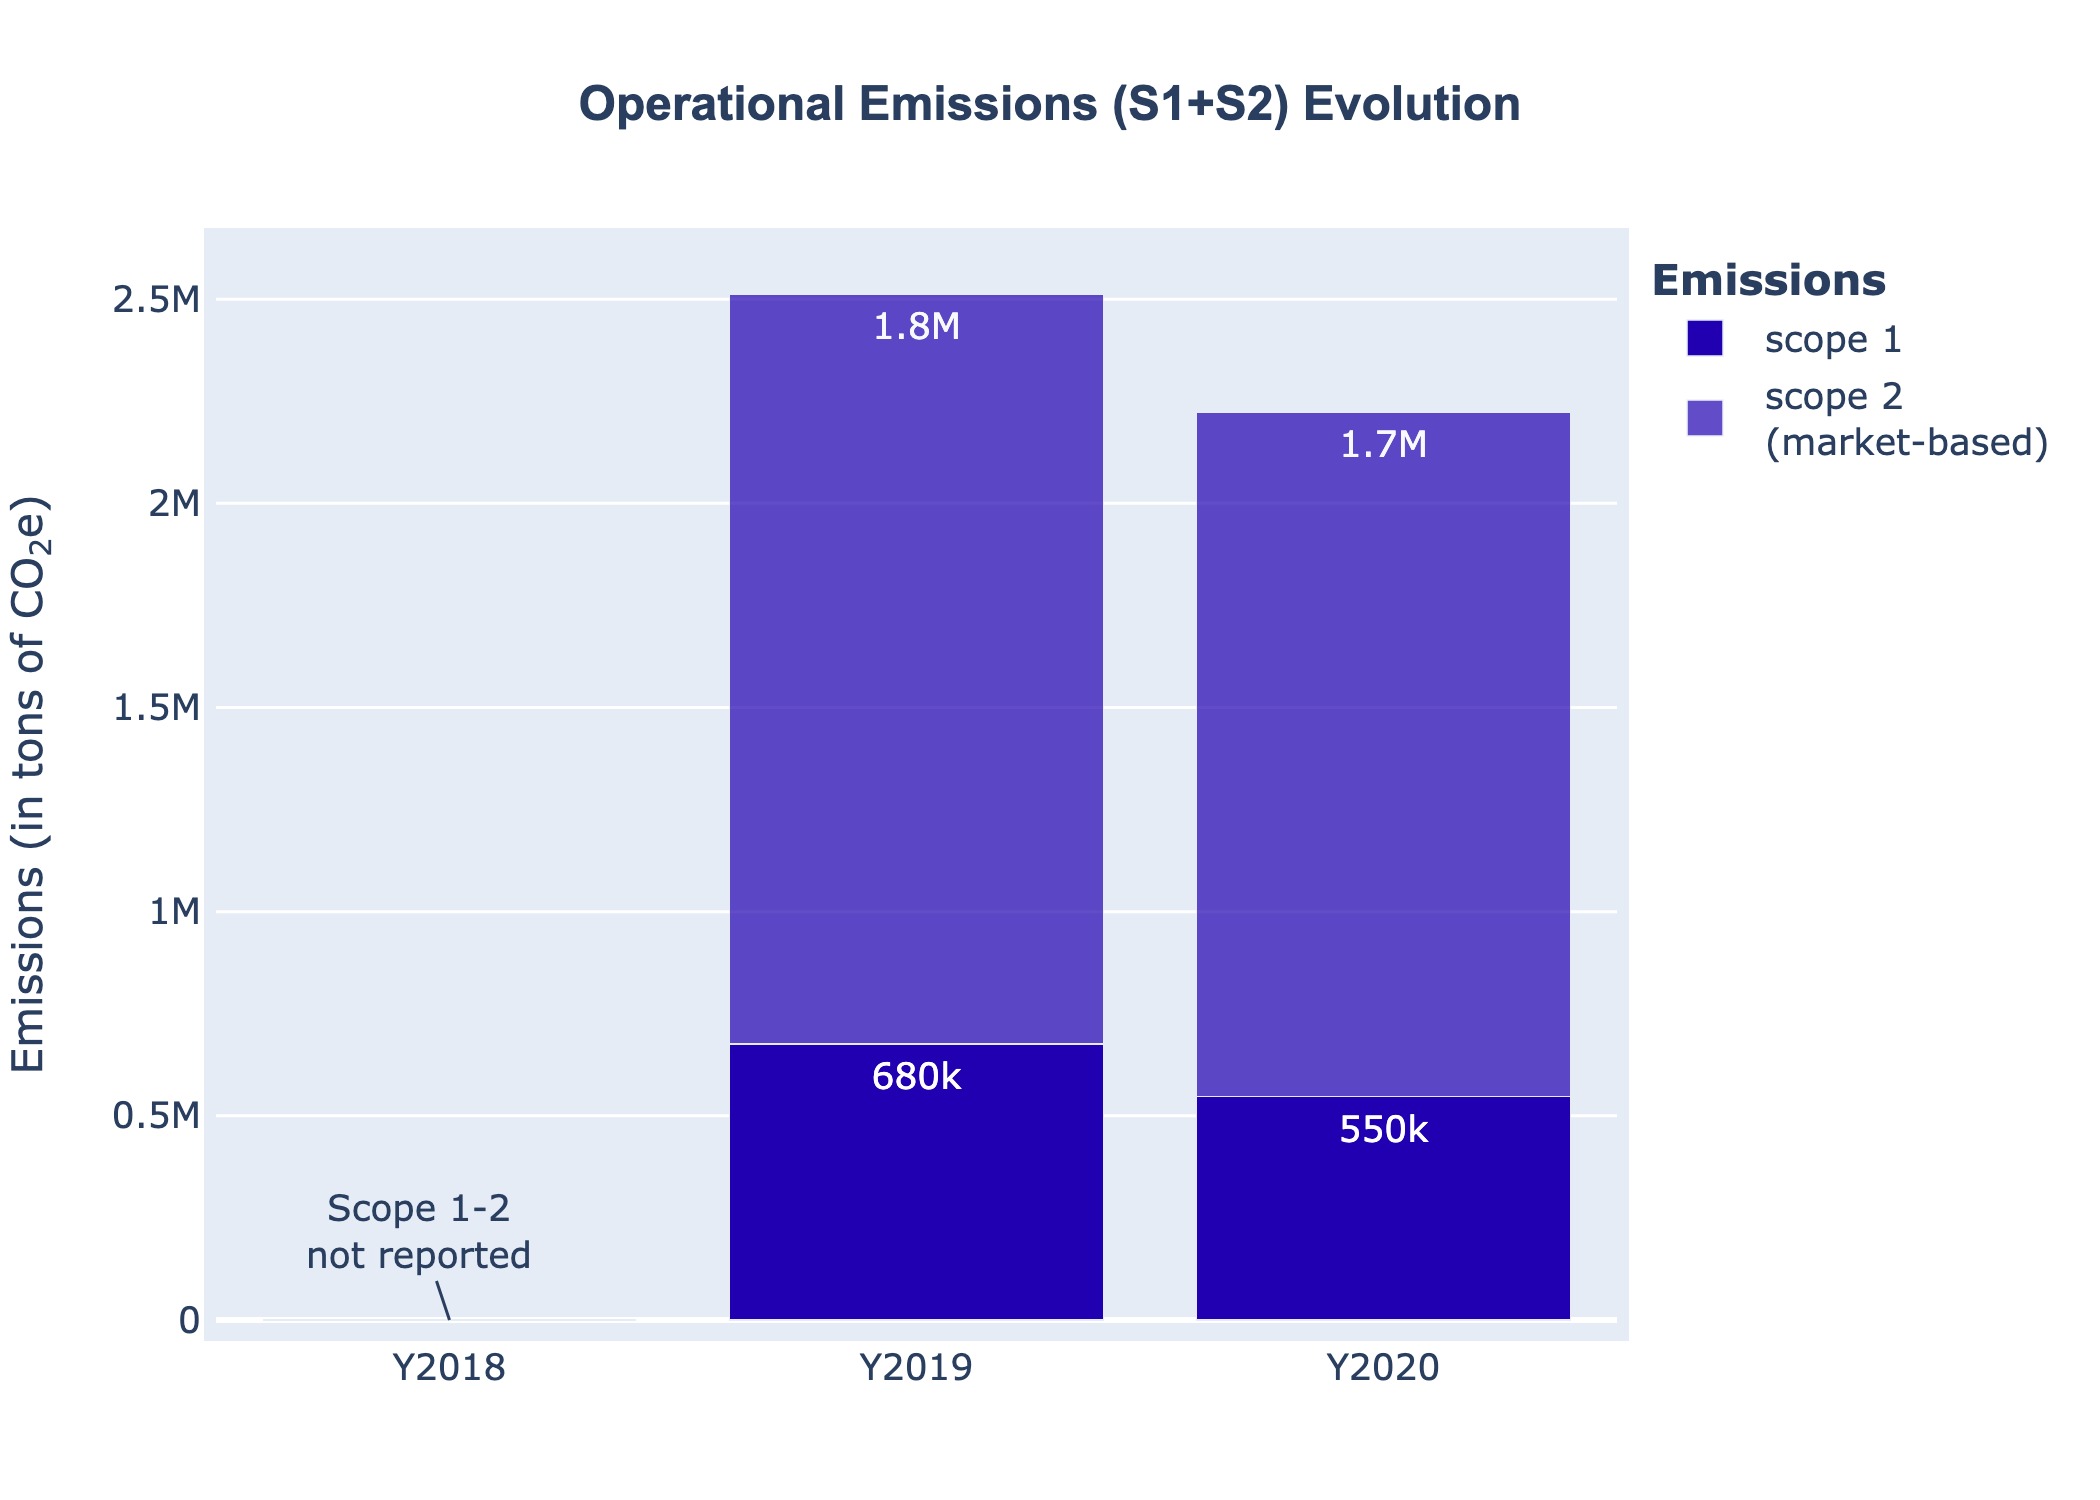 Operational Emissions (S1+S2) Evolution
Emissions (in tons of CO₂e)
2.5M
2M
1.5M
1M
0.5M
0
Scope 1-2
not reported
1.8M
680k
1.7M
550k
Y2018
Y2019
Y2020
Emissions
scope 1
scope 2
(market-based)